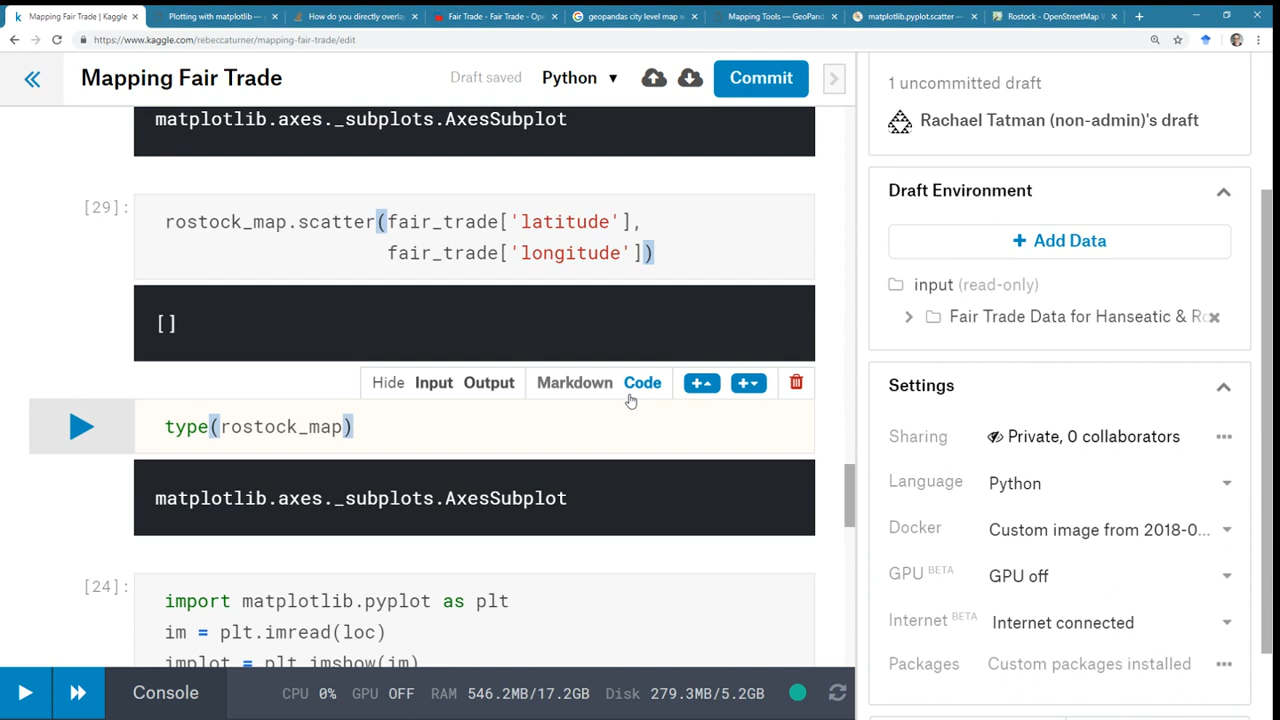 Mapping Fair Trade | Kaggle
Plotting with matplotlib —
How do you directly overlay
Fair Trade - Fair Trade - Open
geopandas city level map
Mapping Tools — GeoPand
matplotlib.pyplot.scatter —
Rostock - OpenStreetMap W
https://www.kaggle.com/rebeccaturner/mapping-fair-trade/edit
Mapping Fair Trade
Draft saved
Python
Commit
matplotlib.axes._subplots.AxesSubplot
[29]:
rostock_map.scatter(fair_trade['latitude'],
fair_trade['longitude'])
[]
Hide Input Output Markdown Code
type(rostock_map)
matplotlib.axes._subplots.AxesSubplot
[24]:
import matplotlib.pyplot as plt
im = plt.imread(loc)
implot = plt.imshow(im)
Console
CPU 0% GPU OFF RAM 546.2MB/17.2GB Disk 279.3MB/5.2GB
1 uncommitted draft
Rachael Tatman (non-admin)'s draft
Draft Environment
+ Add Data
input (read-only)
Fair Trade Data for Hanseatic & Ro
Settings
Sharing Private, 0 collaborators
Language Python
Docker Custom image from 2018-0...
GPU BETA GPU off
Internet BETA Internet connected
Packages Custom packages installed